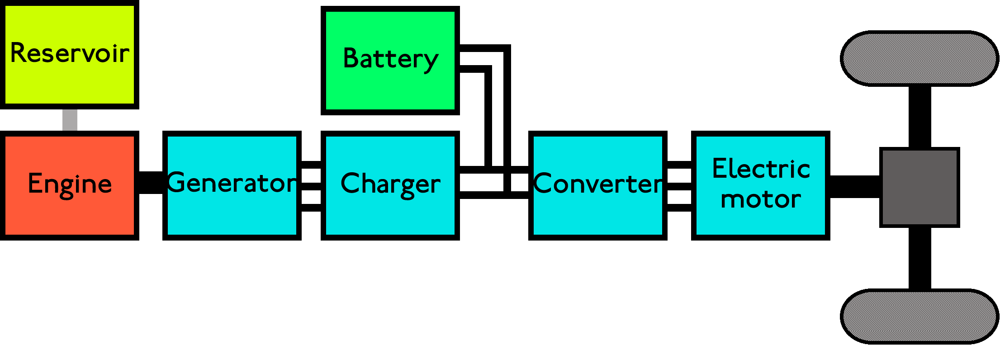 Reservoir
Battery
Engine
Generator
Charger
Converter
Electric
motor